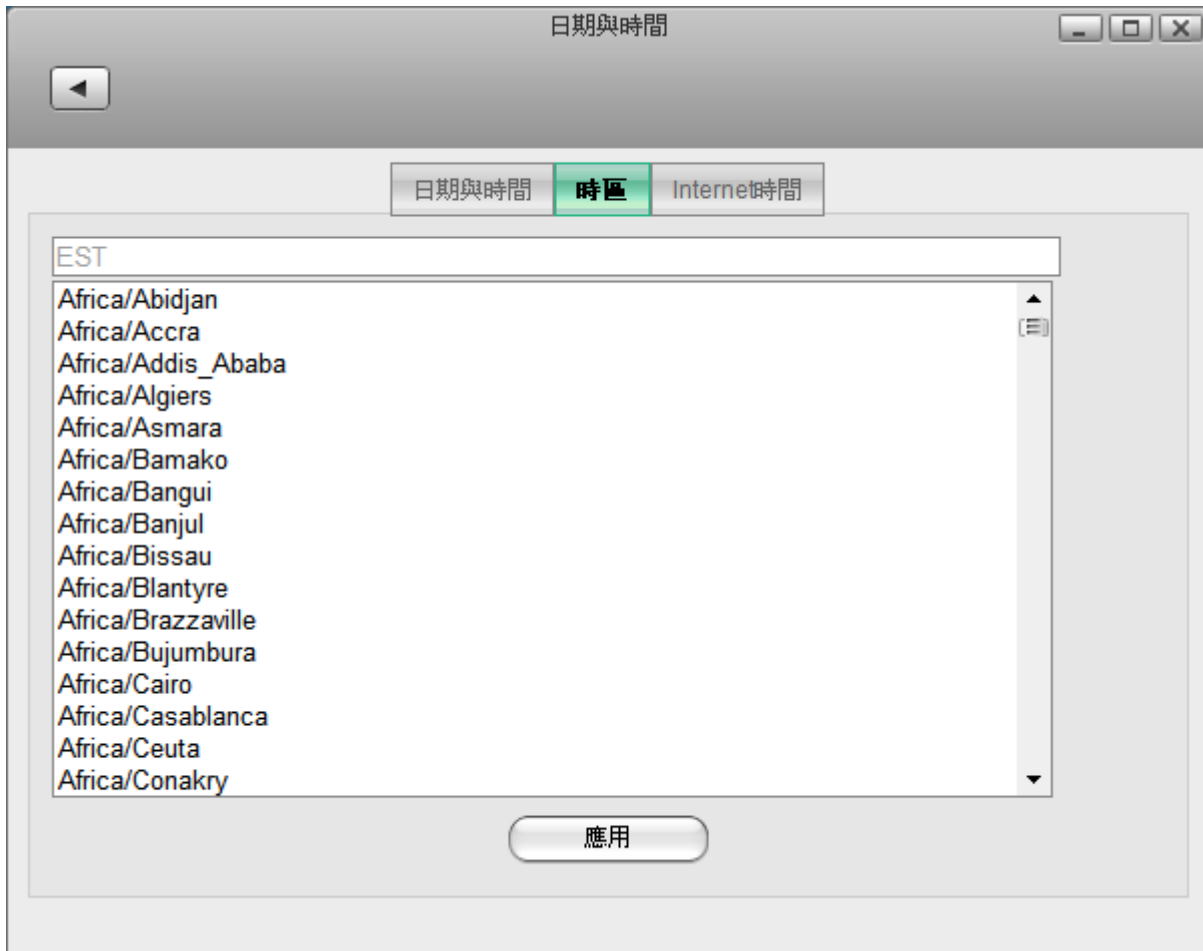 日期與時間
日期與時間 時區 Internet時間
EST
Africa/Abidjan
Africa/Accra
Africa/Addis_Ababa
Africa/Algiers
Africa/Asmara
Africa/Bamako
Africa/Bangui
Africa/Banjul
Africa/Bissau
Africa/Blantyre
Africa/Brazzaville
Africa/Bujumbura
Africa/Cairo
Africa/Casablanca
Africa/Ceuta
Africa/Conakry
應用